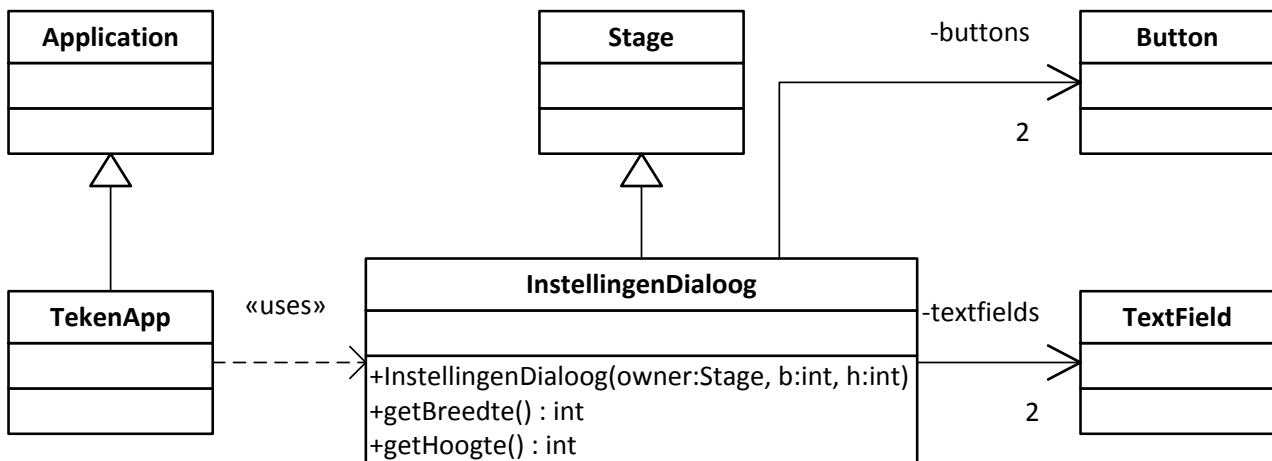 Application
Stage
-buttons
Button
2
TekenApp
«uses»
InstellingenDialoog
+InstellingenDialoog(owner:Stage, b:int, h:int)
+getBreedte() : int
+getHoogte() : int
-textfields
TextField
2